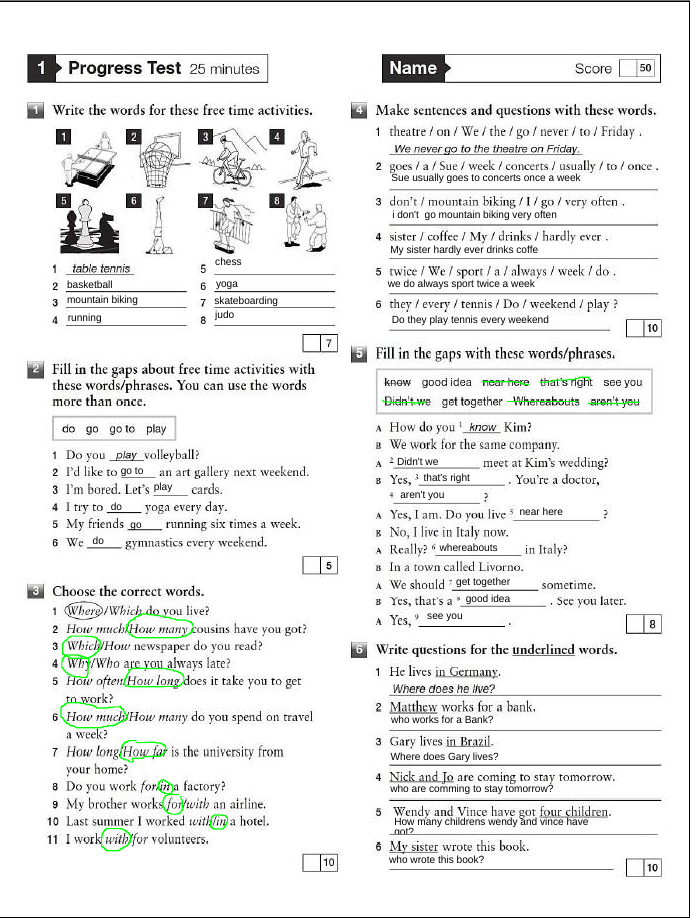 1 Progress Test 25 minutes
Name Score 50
1 Write the words for these free time activities.
1 2 3 4
5 6 7 8
1 table tennis
2 basketball
3 mountain biking
4 running
5 chess
6 yoga
7 skateboarding
8 judo
7
2 Fill in the gaps about free time activities with
these words/phrases. You can use the words
more than once.
do go go to play
1 Do you play volleyball?
2 I'd like to go to an art gallery next weekend.
3 I'm bored. Let's play cards.
4 I try to do yoga every day.
5 My friends go running six times a week.
6 We do gymnastics every weekend.
5
3 Choose the correct words.
1 Where/Which do you live?
2 How much/How many cousins have you got?
3 Which/How newspaper do you read?
4 Why/Who are you always late?
5 How often/How long does it take you to get
to work?
6 How much/How many do you spend on travel
a week?
7 How long/How far is the university from
your home?
8 Do you work for/in a factory?
9 My brother works for/with an airline.
10 Last summer I worked with/in a hotel.
11 I work with/for volunteers.
10
4 Make sentences and questions with these words.
1 theatre / on / We / the / go / never / to / Friday .
We never go to the theatre on Friday.
2 goes / a / Sue / week / concerts / usually / to / once .
Sue usually goes to concerts once a week
3 don't / mountain biking / I / go / very often .
i don't go mountain biking very often
4 sister / coffee / My / drinks / hardly ever .
My sister hardly ever drinks coffe
5 twice / We / sport / a / always / week / do .
we do always sport twice a week
6 they / every / tennis / Do / weekend / play ?
Do they play tennis every weekend
10
5 Fill in the gaps with these words/phrases.
know good idea near here that's right see you
Didn't we get together Whereabouts aren't you
A How do you 1 know Kim?
B We work for the same company.
A 2 Didn't we meet at Kim's wedding?
B Yes, 3 that's right . You're a doctor,
4 aren't you ?
A Yes, I am. Do you live 5 near here ?
B No, I live in Italy now.
A Really? 6 whereabouts in Italy?
B In a town called Livorno.
A We should 7 get together sometime.
B Yes, that's a 8 good idea . See you later.
A Yes, 9 see you .
8
6 Write questions for the underlined words.
1 He lives in Germany.
Where does he live?
2 Matthew works for a bank.
who works for a Bank?
3 Gary lives in Brazil.
Where does Gary lives?
4 Nick and Jo are coming to stay tomorrow.
who are comming to stay tomorrow?
5 Wendy and Vince have got four children.
How many childrens wendy and vince have
got?
6 My sister wrote this book.
who wrote this book?
10